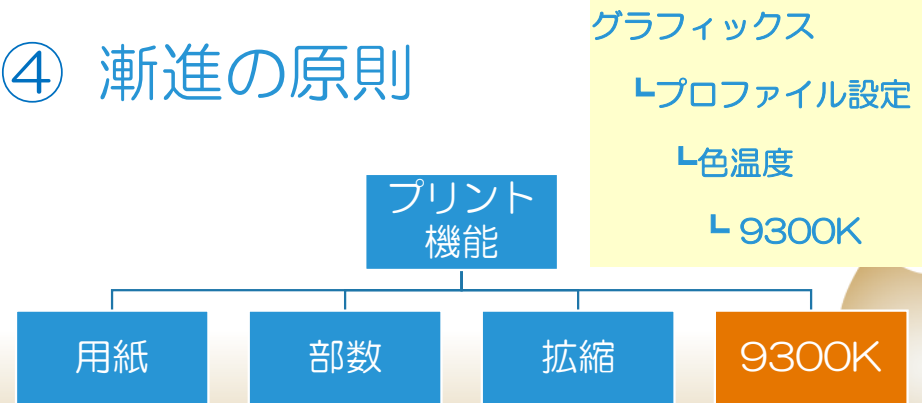 ④ 漸進の原則
グラフィックス
┗プロファイル設定
┗色温度
┗ 9300K
プリント
機能
用紙
部数
拡縮
9300K